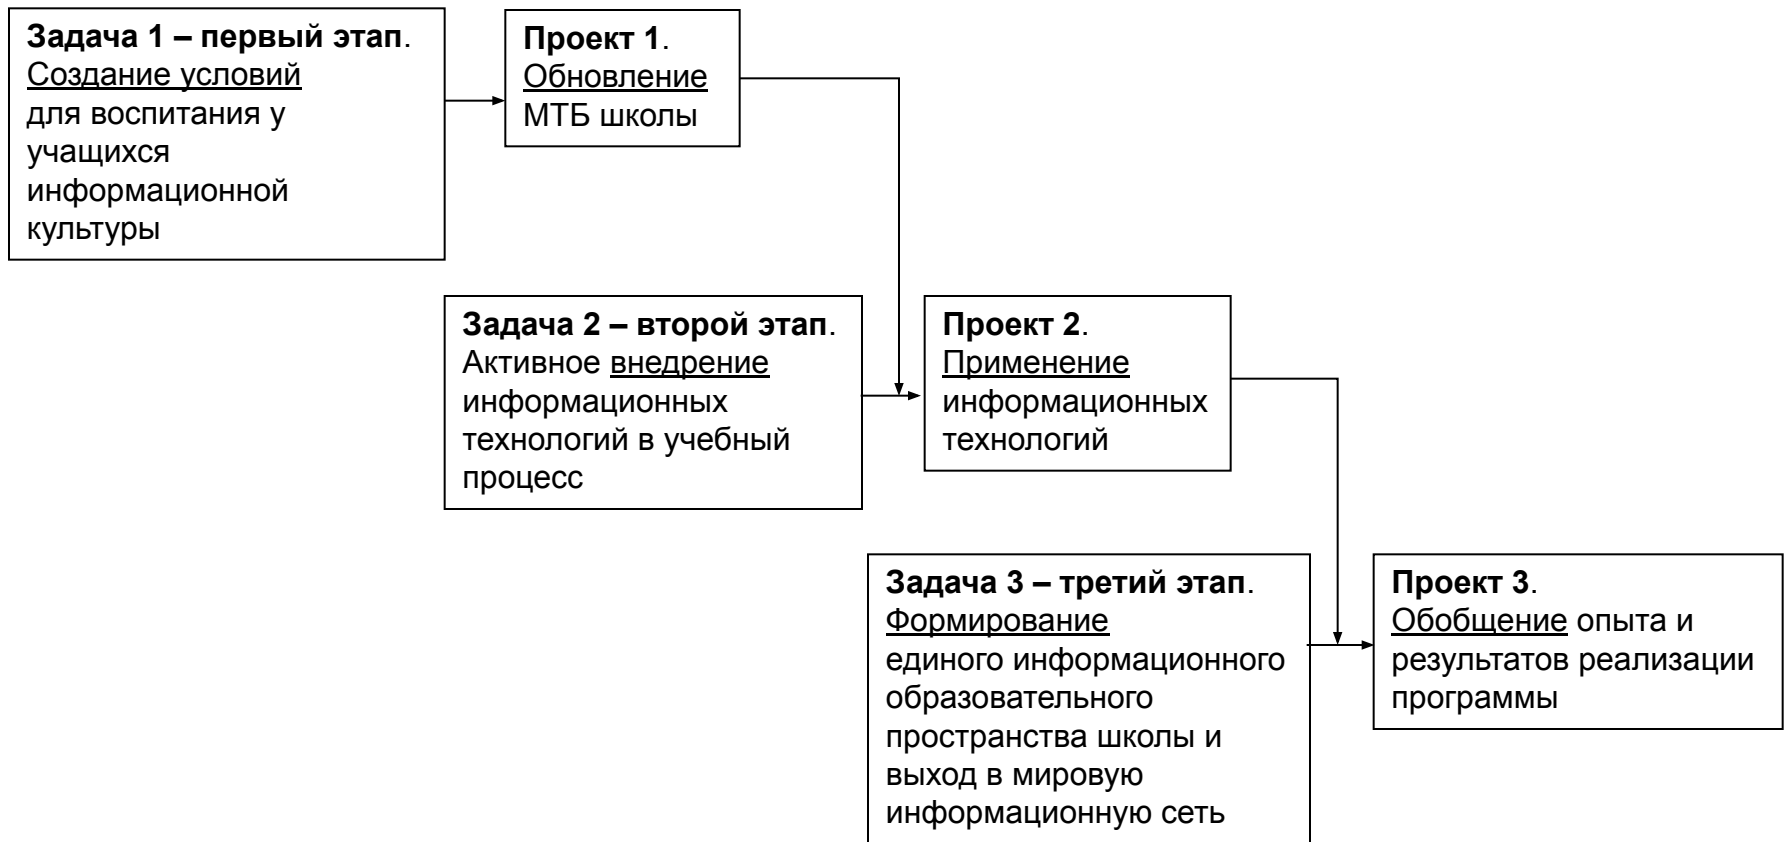 Задача 1 – первый этап.
Создание условий
для воспитания у
учащихся
информационной
культуры
Проект 1.
Обновление
МТБ школы
Задача 2 – второй этап.
Активное внедрение
информационных
технологий в учебный
процесс
Проект 2.
Применение
информационных
технологий
Задача 3 – третий этап.
Формирование
единого информационного
образовательного
пространства школы и
выход в мировую
информационную сеть
Проект 3.
Обобщение опыта и
результатов реализации
программы